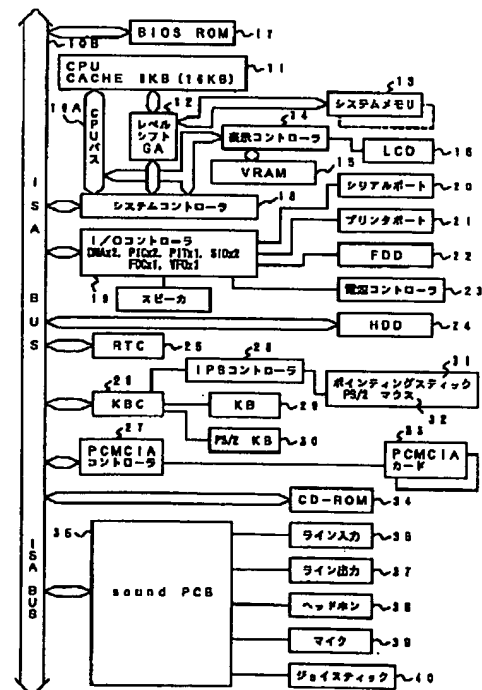 10B
BIOS ROM
12
CPU
CACHE 8KB (16KB)
11
10A
CPUバス
12
レベル
シフト
GA
13
システムメモリ
14
表示コントローラ
LCD
16
15
VRAM
18
システムコントローラ
シリアルポート
20
I/Oコントローラ
DMAx2, PICx2, PITx1, SIOx2
FDCx1, VFOx1
プリンタポート
21
FDD
22
19
スピーカ
電源コントローラ
23
HDD
24
ISA BUS
RTC
25
28
IPSコントローラ
31
ポインティングスティック
PS/2 マウス
32
26
KBC
KB
29
PS/2 KB
30
27
PCMCIA
コントローラ
33
PCMCIA
カード
CD-ROM
34
35
sound PCB
ライン入力
36
ライン出力
37
ヘッドホン
38
マイク
39
ジョイスティック
40
ISA BUS